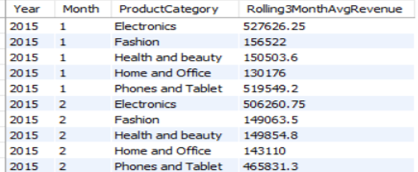 Year Month ProductCategory Rolling3MonthAvgRevenue
2015 1 Electronics 527626.25
2015 1 Fashion 156522
2015 1 Health and beauty 150503.6
2015 1 Home and Office 130176
2015 1 Phones and Tablet 519549.2
2015 2 Electronics 506260.75
2015 2 Fashion 149063.5
2015 2 Health and beauty 149854.8
2015 2 Home and Office 143110
2015 2 Phones and Tablet 465831.3